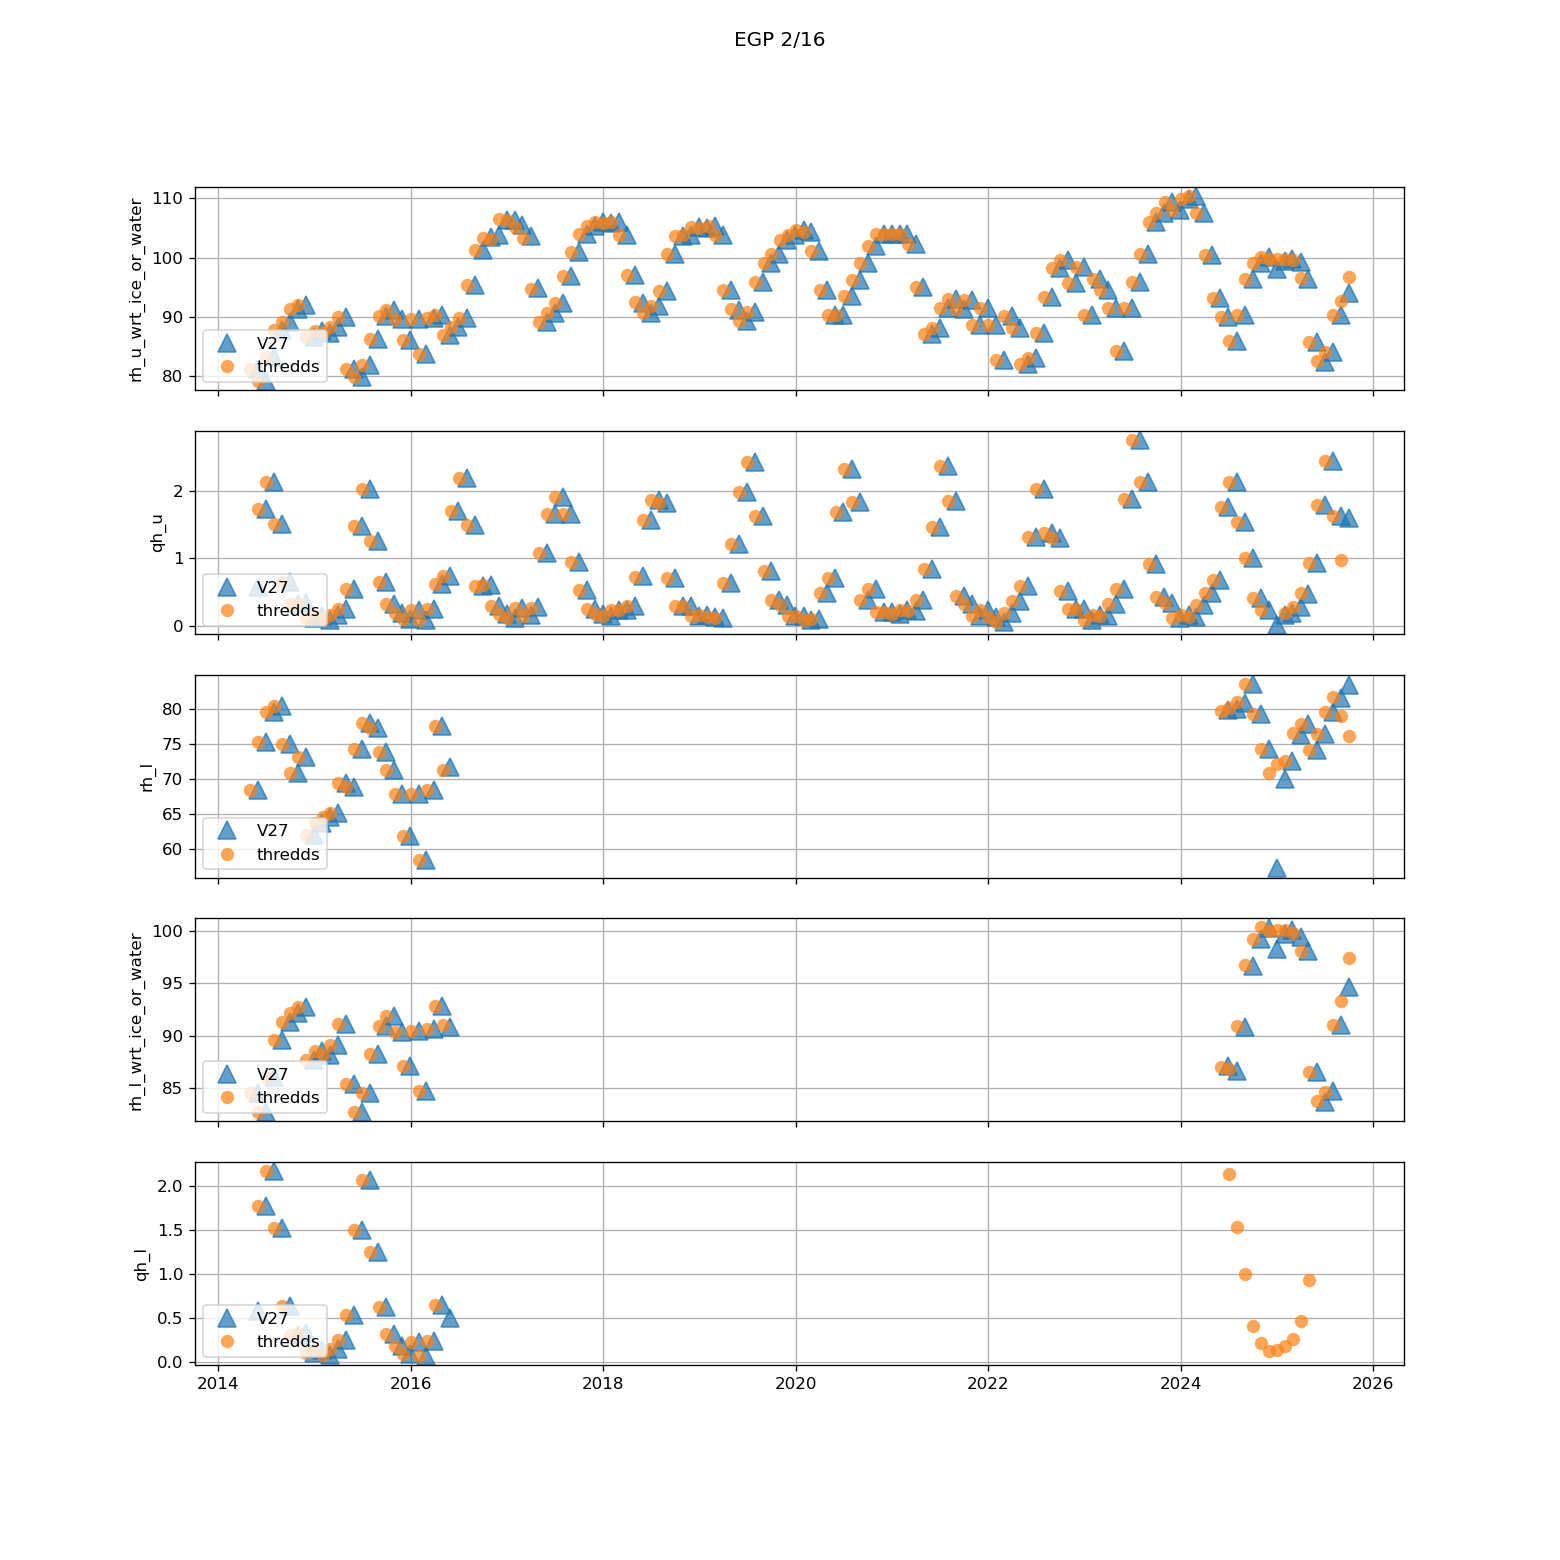 EGP 2/16
rh_u_wrt_ice_or_water
110
100
90
80
V27
thredds
qh_u
2
1
0
V27
thredds
rh_l
80
75
70
65
60
V27
thredds
rh_l_wrt_ice_or_water
100
95
90
85
V27
thredds
qh_l
2.0
1.5
1.0
0.5
0.0
V27
thredds
2014 2016 2018 2020 2022 2024 2026